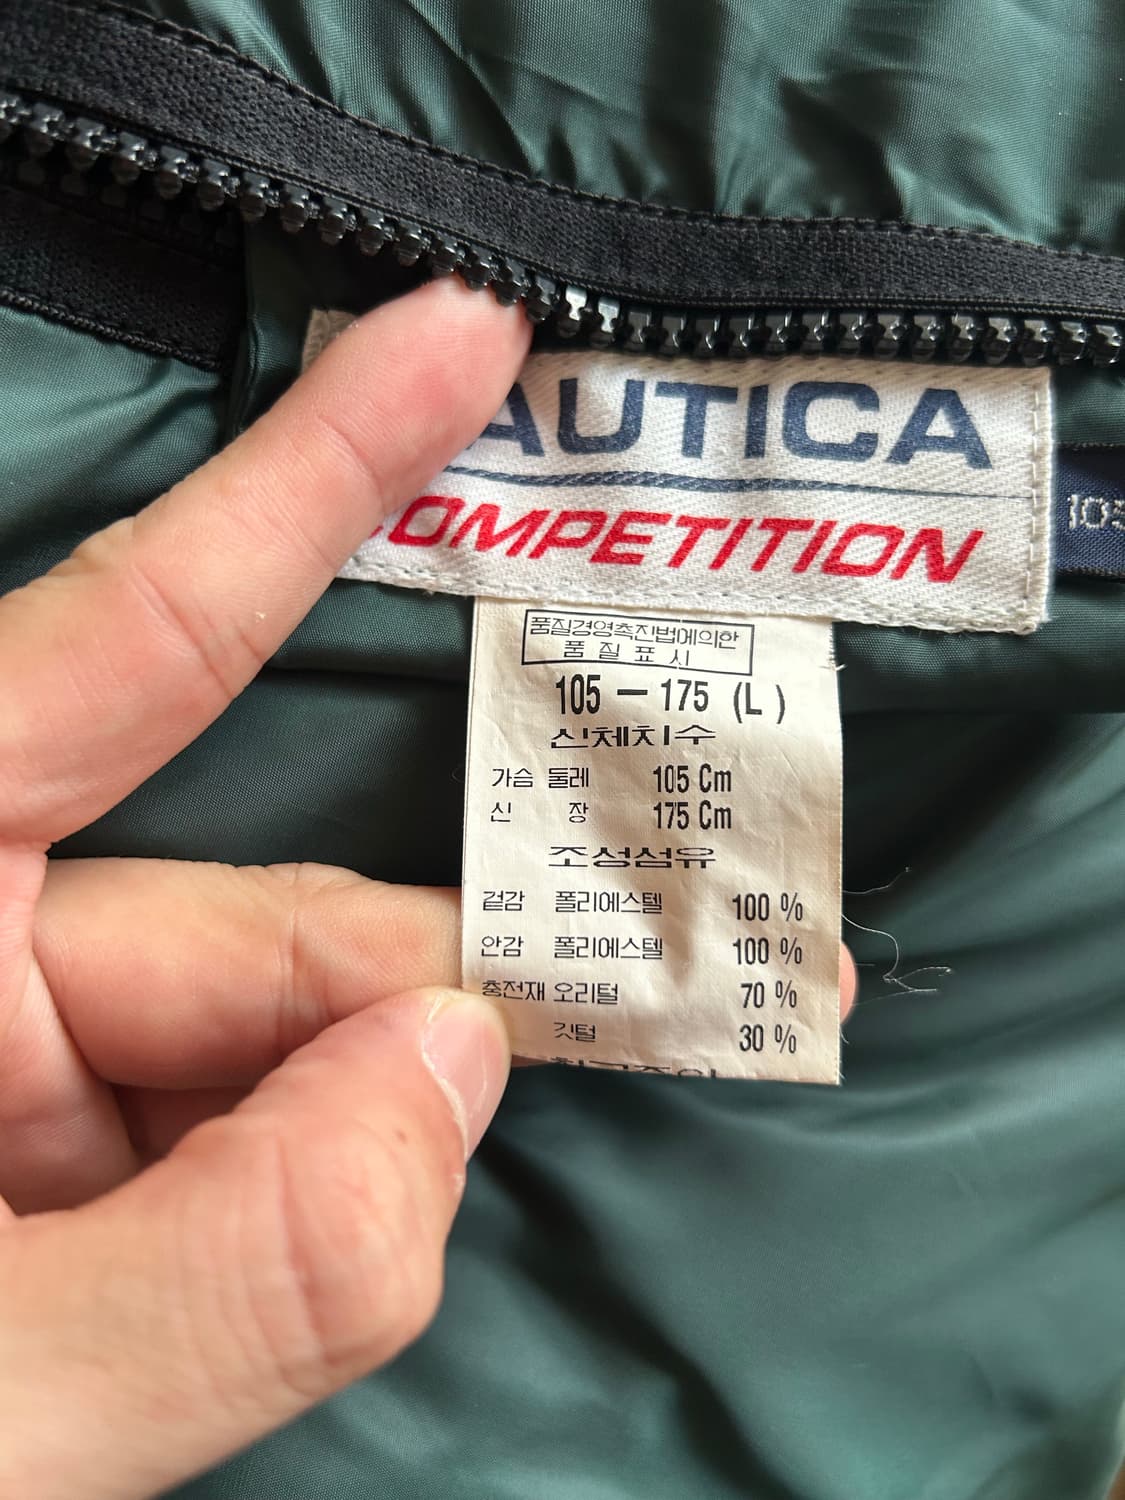 AUTICA
COMPETITION
105
품질경영촉진법에의한
품 질 표 시
105 – 175 (L)
신체치수
가슴 둘레 105 Cm
신 장 175 Cm
조성섬유
겉감 폴리에스텔 100 %
안감 폴리에스텔 100 %
충전재 오리털 70 %
깃털 30 %